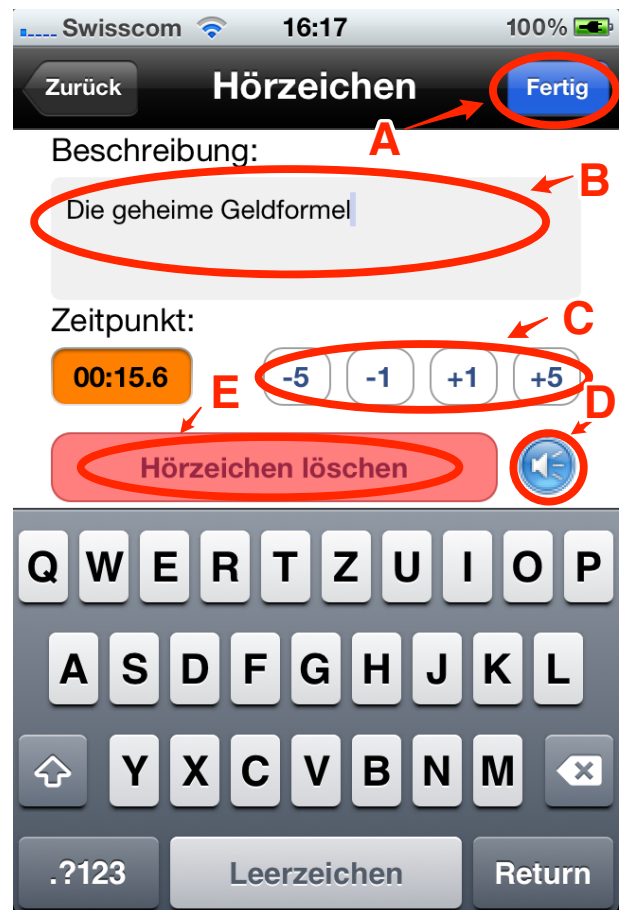 Swisscom 16:17 100%
Zurück Hörzeichen Fertig
A
Beschreibung:
B
Die geheime Geldformel
Zeitpunkt:
C
00:15.6 -5 -1 +1 +5
E
D
Hörzeichen löschen
Q W E R T Z U I O P
A S D F G H J K L
Y X C V B N M
.?123 Leerzeichen Return